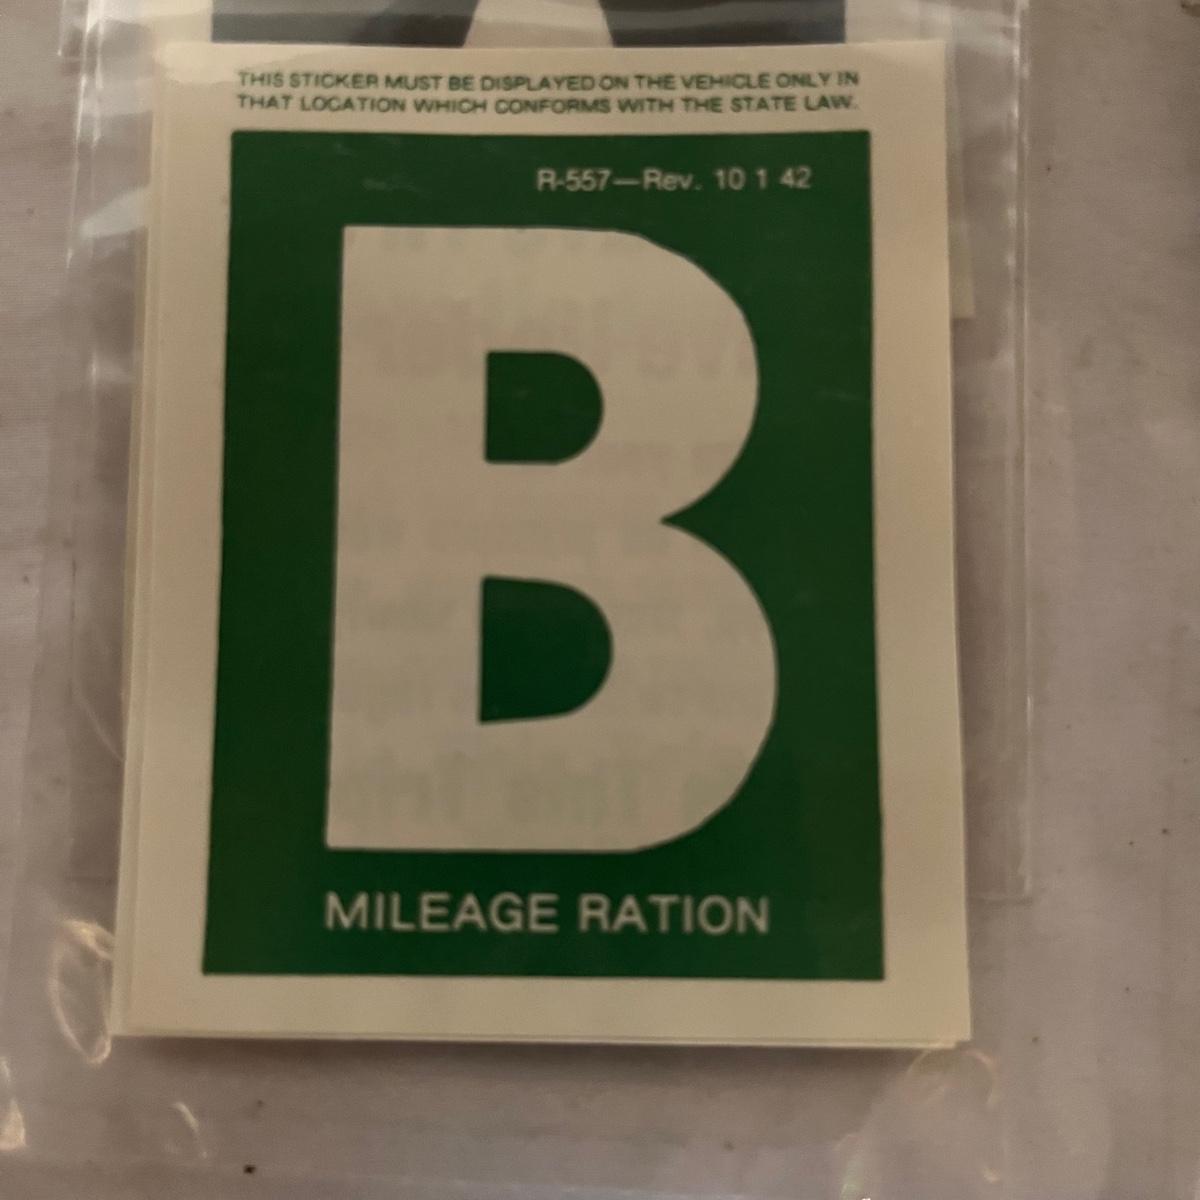 THIS STICKER MUST BE DISPLAYED ON THE VEHICLE ONLY IN
THAT LOCATION WHICH CONFORMS WITH THE STATE LAW.
R-557—Rev. 10 1 42
B
MILEAGE RATION